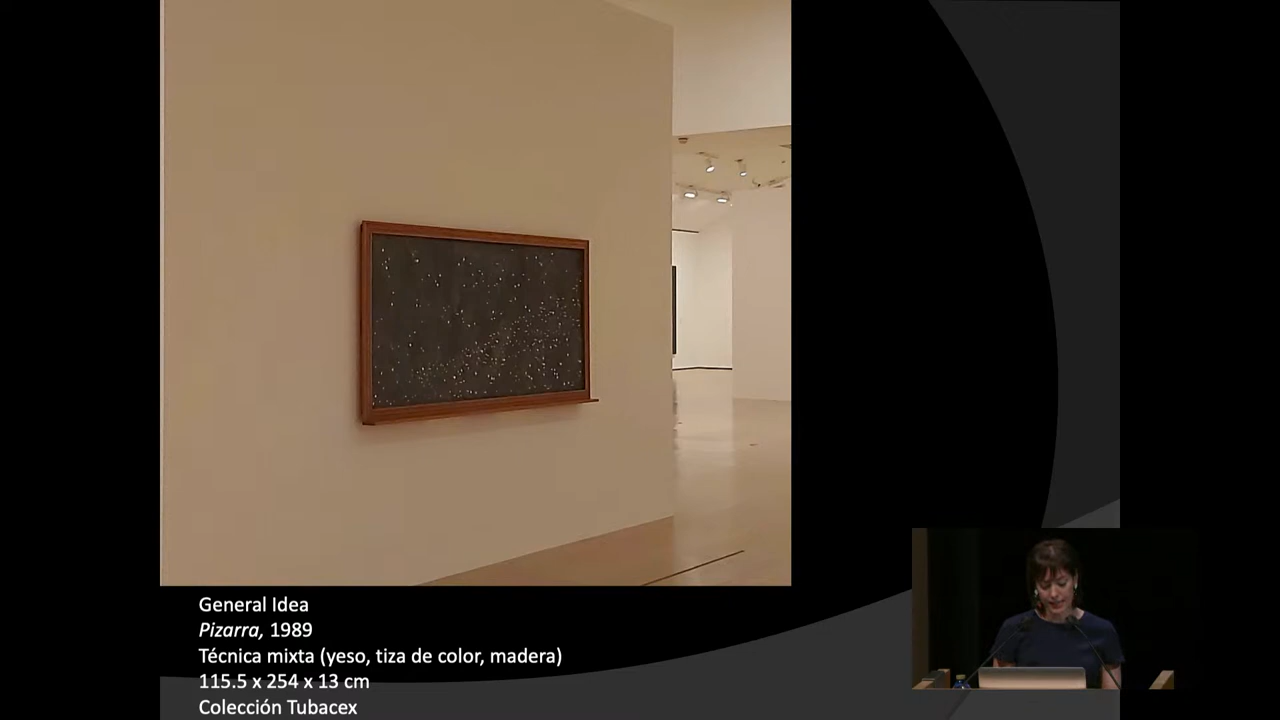 General Idea
Pizarra, 1989
Técnica mixta (yeso, tiza de color, madera)
115.5 x 254 x 13 cm
Colección Tubacex